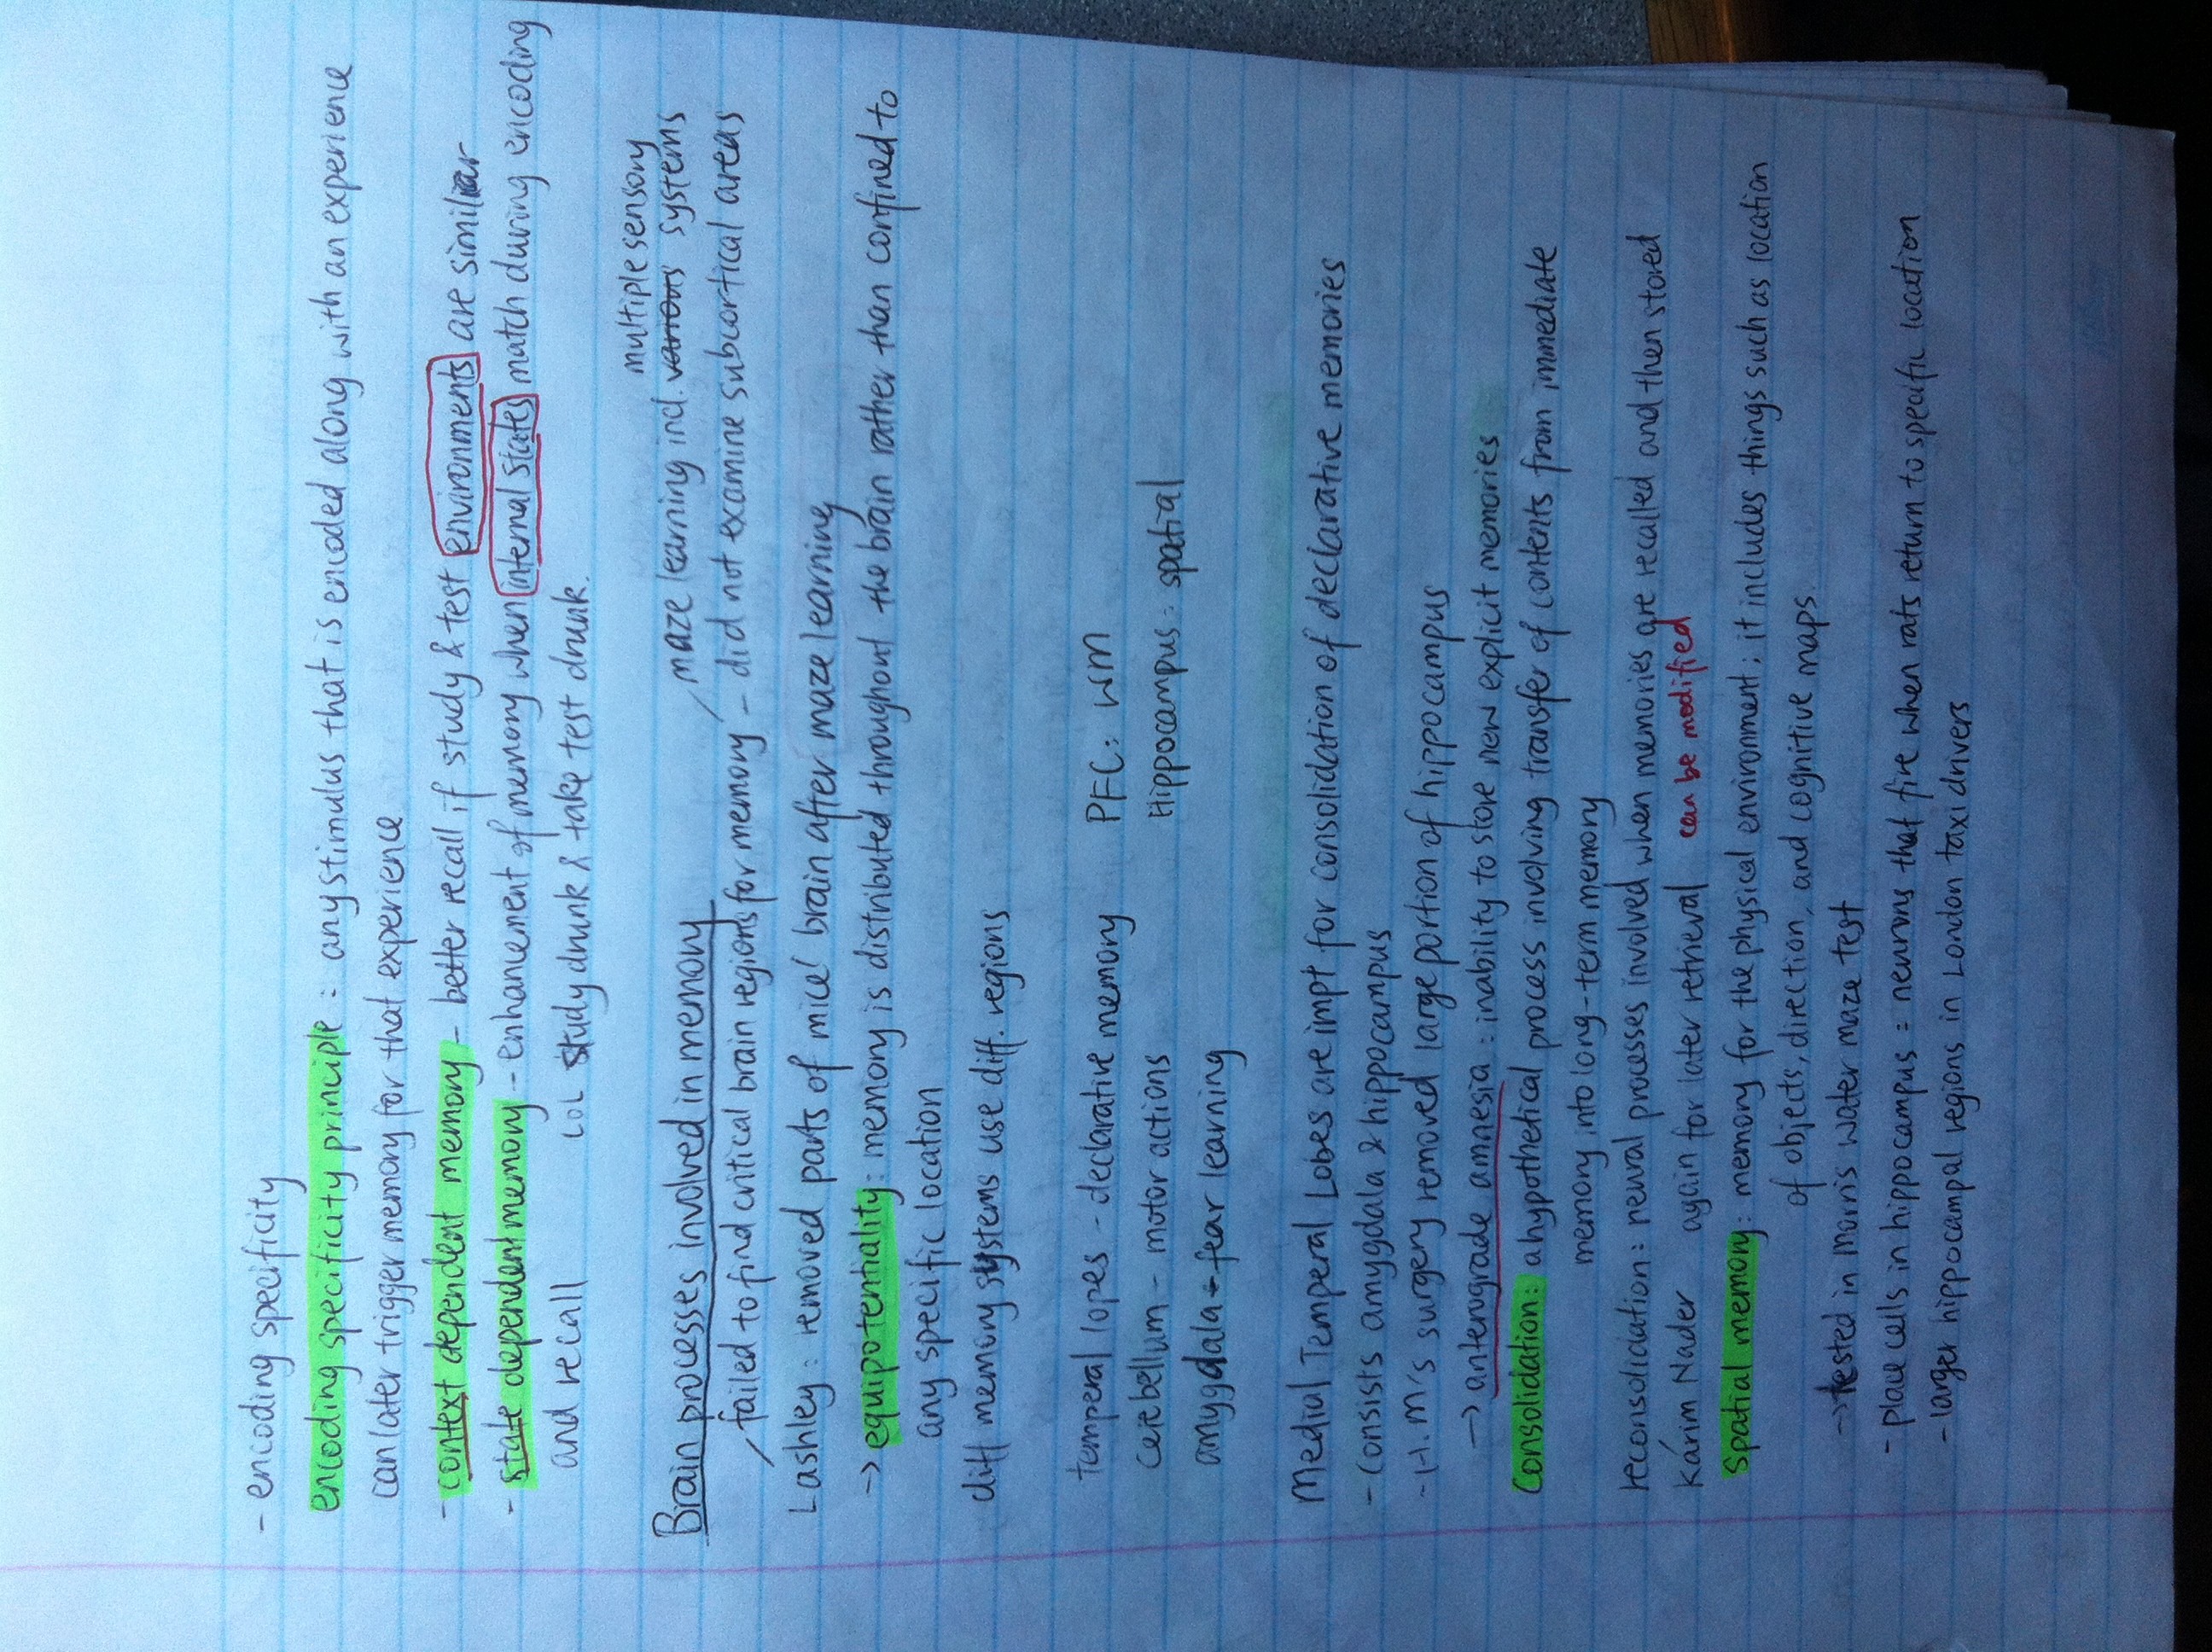 - encoding specificity
encoding specificity principle : any stimulus that is encoded along with an experience
can later trigger memory for that experience
- context dependent memory - better recall if study & test environments are similar
- state dependent memory - enhancement of memory when internal states match during encoding
and recall LOL study drunk & take test drunk.
multiple sensory
maze learning incl. various systems
Brain processes involved in memory
failed to find critical brain regions for memory - did not examine subcortical areas
Lashley : removed parts of mice' brain after maze learning
→ equipotentiality : memory is distributed throughout the brain rather than confined to
any specific location
diff memory systems use diff. regions
temperal lopes - declarative memory PFC : WM
cerebellum - motor actions Hippocampus : spatial
amygdala - fear learning
Medial Temperal Lobes are impt for consolidation of declarative memories
- consists amygdala & hippocampus
- H.M's surgery removed large portion of hippocampus
→ anterograde amnesia : inability to store new explicit memories
Consolidation : a hypothetical process involving transfer of contents from immediate
memory into long-term memory
reconsolidation : neural processes involved when memories are recalled and then stored
Karim Nader again for later retrieval can be modified
Spatial memory : memory for the physical environment ; it includes things such as location
of objects, direction, and cognitive maps.
→ tested in morris water maze test
- place cells in hippocampus = neurons that fire when rats return to specific location
- larger hippocampal regions in London taxi drivers